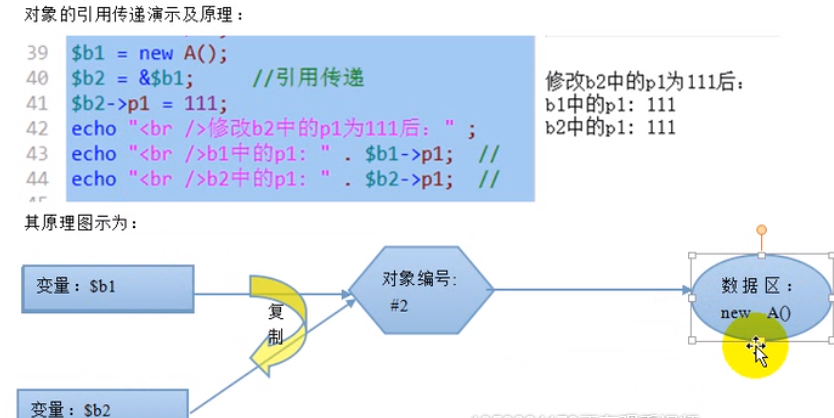 对象的引用传递演示及原理：
39 $b1 = new A();
40 $b2 = &$b1; //引用传递
41 $b2->p1 = 111;
42 echo "<br />修改b2中的p1为111后：" ;
43 echo "<br />b1中的p1: " . $b1->p1; //
44 echo "<br />b2中的p1: " . $b2->p1; //
修改b2中的p1为111后：
b1中的p1: 111
b2中的p1: 111
其原理图示为：
变量：$b1
复
制
对象编号:
#2
数据区：
new A()
变量：$b2